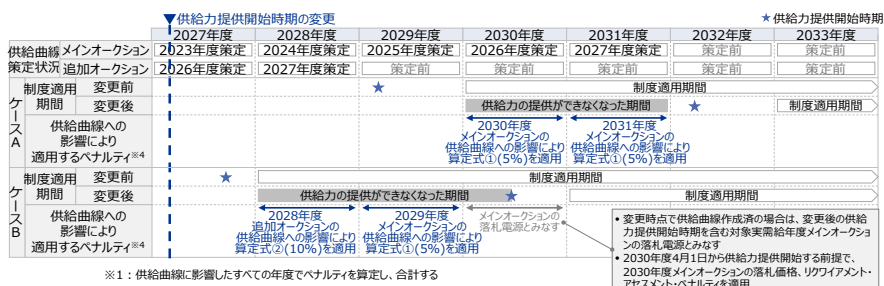 ▼供給力提供開始時期の変更
★供給力提供開始時期
2027年度 2028年度 2029年度 2030年度 2031年度 2032年度 2033年度
供給曲線策定状況
メインオークション 2023年度策定 2024年度策定 2025年度策定 2026年度策定 2027年度策定 策定前 策定前
追加オークション 2026年度策定 2027年度策定 策定前 策定前 策定前 策定前 策定前
ケースA
制度適用期間
変更前 制度適用期間
変更後 供給力の提供ができなくなった期間 制度適用期間
供給曲線への
影響により
適用するペナルティ※4
2030年度
メインオークションの
供給曲線への影響により
算定式①(5%)を適用
2031年度
メインオークションの
供給曲線への影響により
算定式①(5%)を適用
ケースB
制度適用期間
変更前 制度適用期間
変更後 供給力の提供ができなくなった期間 制度適用期間
供給曲線への
影響により
適用するペナルティ※4
2028年度
追加オークションの
供給曲線への影響により
算定式②(10%)を適用
2029年度
メインオークションの
供給曲線への影響により
算定式①(5%)を適用
メインオークションの
落札電源とみなす
• 変更時点で供給曲線作成済の場合は、変更後の供給
力提供開始時期を含む対象実需給年度メインオークショ
ンの落札電源とみなす
• 2030年度4月1日から供給力提供開始する前提で、
2030年度メインオークションの落札価格、リクワイアメント・
アセスメント・ペナルティを適用
※1：供給曲線に影響したすべての年度でペナルティを算定し、合計する